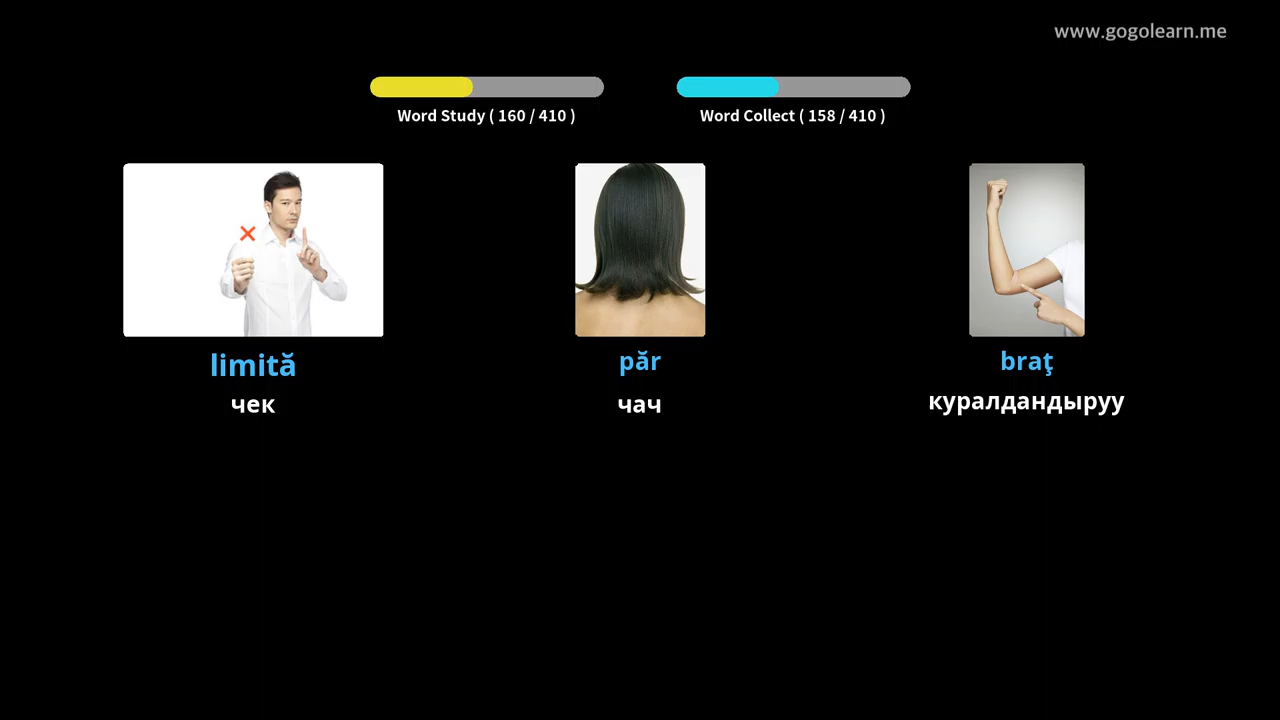 www.gogolearn.me
Word Study ( 160 / 410 )
Word Collect ( 158 / 410 )
limită
păr
braţ
чек
чач
куралдандыруу